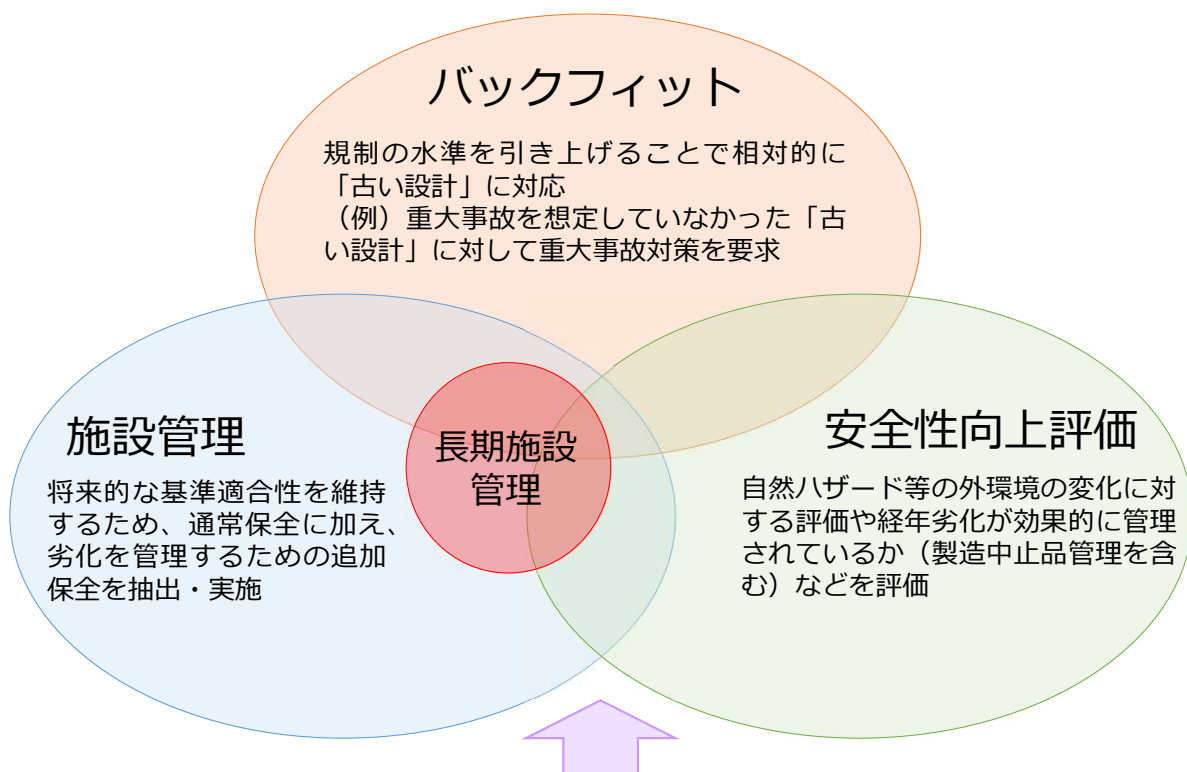 バックフィット
規制の水準を引き上げることで相対的に
「古い設計」に対応
（例）重大事故を想定していなかった「古
い設計」に対して重大事故対策を要求
施設管理
将来的な基準適合性を維持
するため、通常保全に加え、
劣化を管理するための追加
保全を抽出・実施
長期施設
管理
安全性向上評価
自然ハザード等の外環境の変化に対
する評価や経年劣化が効果的に管理
されているか（製造中止品管理を含
む）などを評価